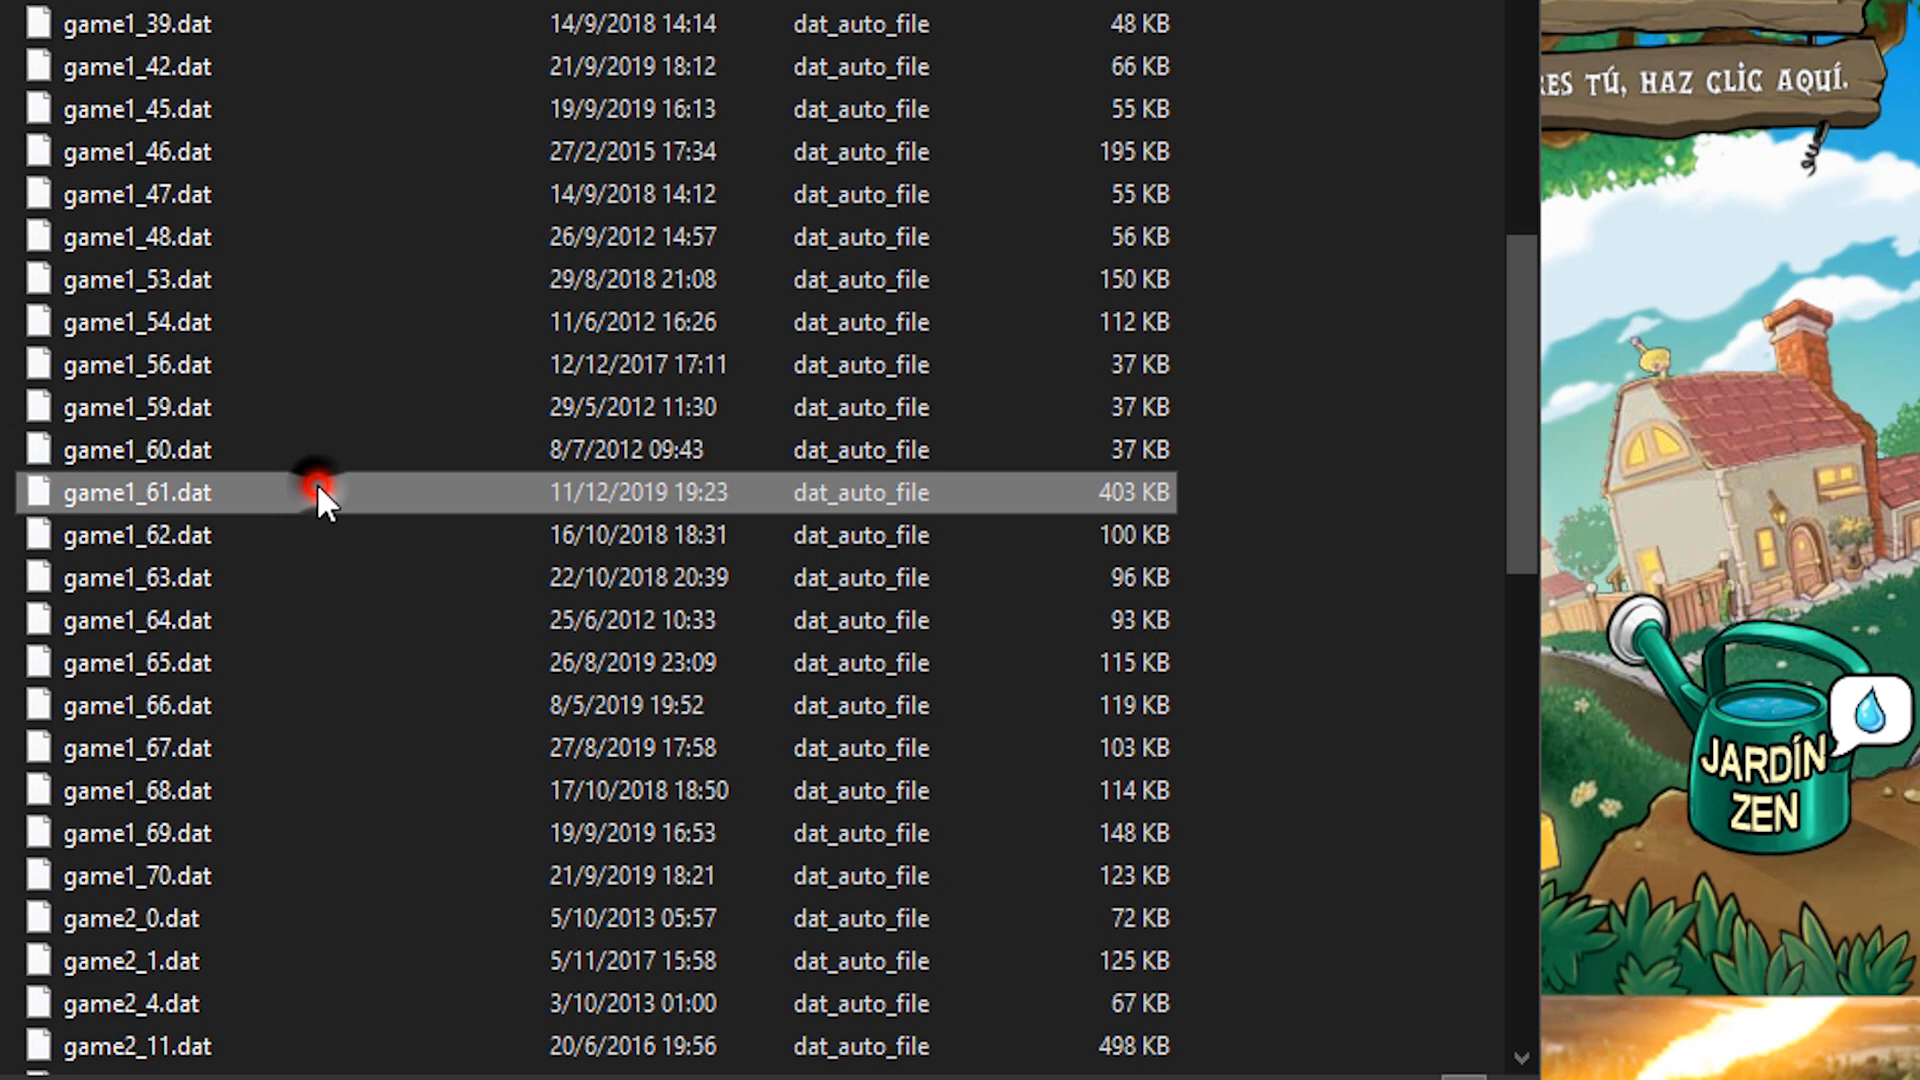 game1_39.dat 14/9/2018 14:14 dat_auto_file 48 KB
game1_42.dat 21/9/2019 18:12 dat_auto_file 66 KB
game1_45.dat 19/9/2019 16:13 dat_auto_file 55 KB
game1_46.dat 27/2/2015 17:34 dat_auto_file 195 KB
game1_47.dat 14/9/2018 14:12 dat_auto_file 55 KB
game1_48.dat 26/9/2012 14:57 dat_auto_file 56 KB
game1_53.dat 29/8/2018 21:08 dat_auto_file 150 KB
game1_54.dat 11/6/2012 16:26 dat_auto_file 112 KB
game1_56.dat 12/12/2017 17:11 dat_auto_file 37 KB
game1_59.dat 29/5/2012 11:30 dat_auto_file 37 KB
game1_60.dat 8/7/2012 09:43 dat_auto_file 37 KB
game1_61.dat 11/12/2019 19:23 dat_auto_file 403 KB
game1_62.dat 16/10/2018 18:31 dat_auto_file 100 KB
game1_63.dat 22/10/2018 20:39 dat_auto_file 96 KB
game1_64.dat 25/6/2012 10:33 dat_auto_file 93 KB
game1_65.dat 26/8/2019 23:09 dat_auto_file 115 KB
game1_66.dat 8/5/2019 19:52 dat_auto_file 119 KB
game1_67.dat 27/8/2019 17:58 dat_auto_file 103 KB
game1_68.dat 17/10/2018 18:50 dat_auto_file 114 KB
game1_69.dat 19/9/2019 16:53 dat_auto_file 148 KB
game1_70.dat 21/9/2019 18:21 dat_auto_file 123 KB
game2_0.dat 5/10/2013 05:57 dat_auto_file 72 KB
game2_1.dat 5/11/2017 15:58 dat_auto_file 125 KB
game2_4.dat 3/10/2013 01:00 dat_auto_file 67 KB
game2_11.dat 20/6/2016 19:56 dat_auto_file 498 KB
TÚ, HAZ CLIC AQUÍ.
JARDÍN
ZEN